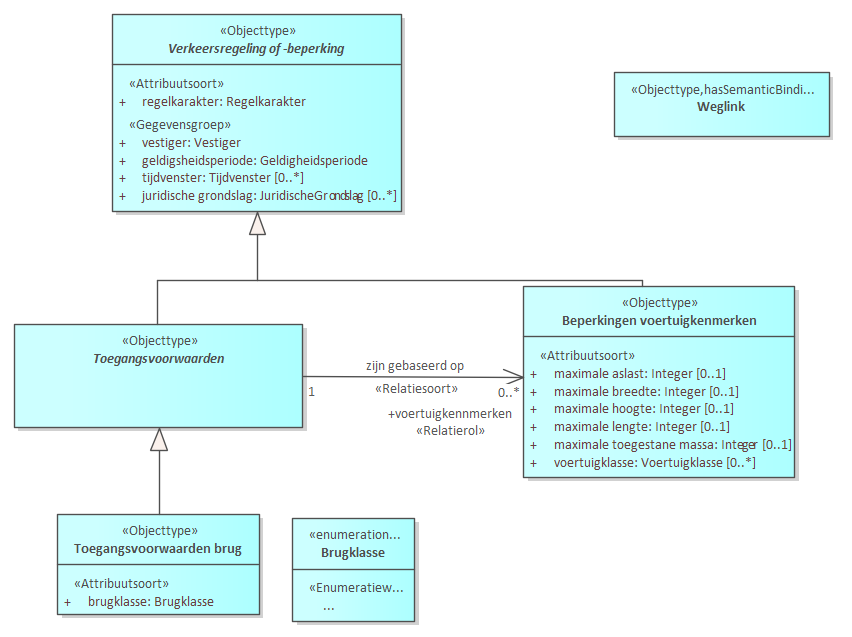 «Objecttype»
Verkeersregeling of -beperking
«Attribuutsoort»
+ regelkarakter: Regelkarakter
«Gegevensgroep»
+ vestiger: Vestiger
+ geldigsheidsperiode: Geldigheidsperiode
+ tijdvenster: Tijdvenster [0..*]
+ juridische grondslag: JuridischeGrondslag [0..*]
«Objecttype,hasSemanticBindi...
Weglink
«Objecttype»
Toegangsvoorwaarden
zijn gebaseerd op
«Relatiesoort»
1
0..*
+voertuigkennmerken
«Relatierol»
«Objecttype»
Beperkingen voertuigkenmerken
«Attribuutsoort»
+ maximale aslast: Integer [0..1]
+ maximale breedte: Integer [0..1]
+ maximale hoogte: Integer [0..1]
+ maximale lengte: Integer [0..1]
+ maximale toegestane massa: Integer [0..1]
+ voertuigklasse: Voertuigklasse [0..*]
«Objecttype»
Toegangsvoorwaarden brug
«Attribuutsoort»
+ brugklasse: Brugklasse
«enumeration...
Brugklasse
«Enumeratiew...
...